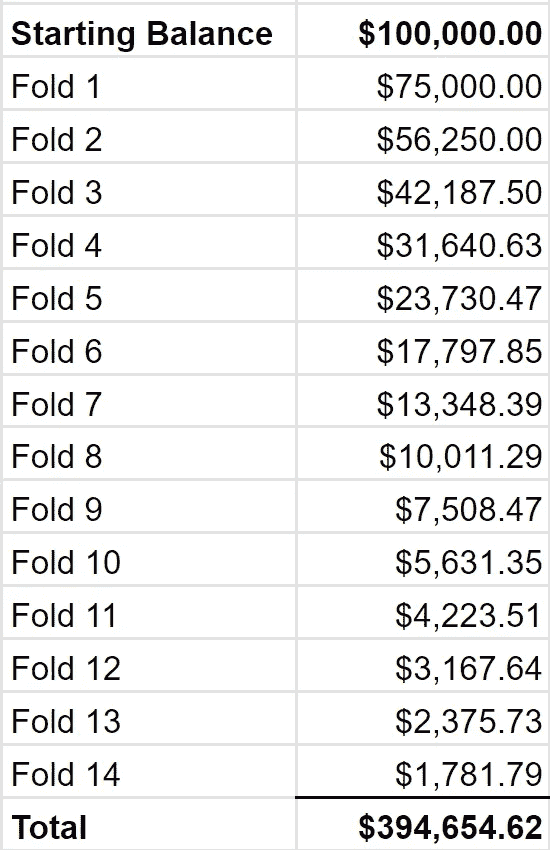 Starting Balance $100,000.00
Fold 1 $75,000.00
Fold 2 $56,250.00
Fold 3 $42,187.50
Fold 4 $31,640.63
Fold 5 $23,730.47
Fold 6 $17,797.85
Fold 7 $13,348.39
Fold 8 $10,011.29
Fold 9 $7,508.47
Fold 10 $5,631.35
Fold 11 $4,223.51
Fold 12 $3,167.64
Fold 13 $2,375.73
Fold 14 $1,781.79
Total $394,654.62